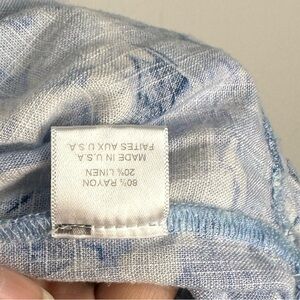 80% RAYON
20% LINEN
MADE IN U.S.A
FAITES AUX U.S.A